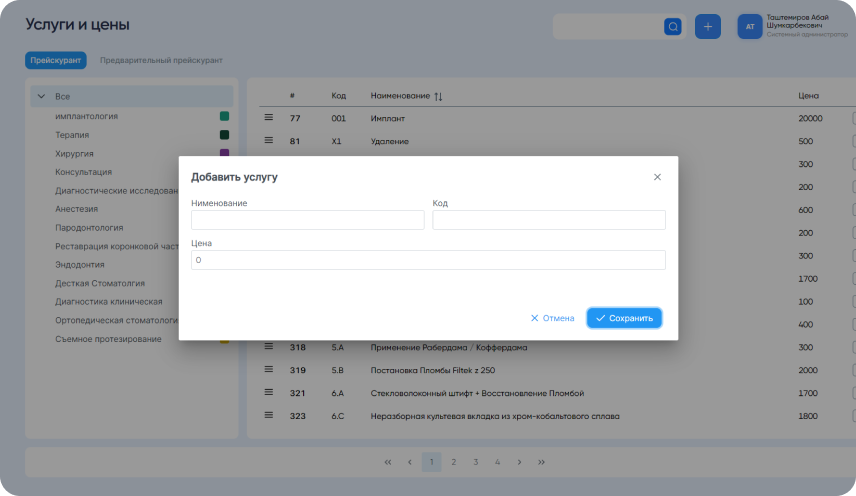 Услуги и цены
АТ
Таштемиров Абай
Шумкарбекович
Системный администратор
Прейскурант
Предварительный прейскурант
Все
имплантология
Терапия
Хирургия
Консультация
Диагностические исследован
Анестезия
Пародонтология
Реставрация коронковой част
Эндодонтия
Десткая Стоматолгия
Диагностика клиническая
Ортопедическая стоматологи
Съемное протезирование
# Код Наименование Цена
77 001 Имплант 20000
81 X1 Удаление 500
300
200
600
200
300
1700
100
400
Добавить услугу
Нименование Код
Цена
0
Отмена Сохранить
318 5.A Применение Рабердама / Коффердама 300
319 5.B Постановка Пломбы Filtek z 250 2000
321 6.A Стекловолоконный штифт + Восстановление Пломбой 1700
323 6.C Неразборная культевая вкладка из хром-кобальтового сплава 1800
« ‹ 1 2 3 4 › »